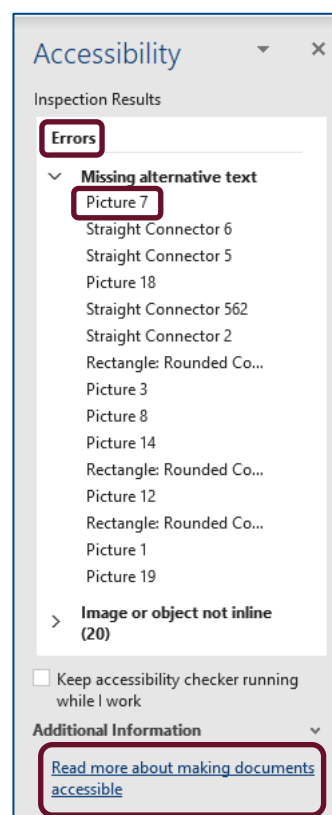 Accessibility
Inspection Results
Errors
Missing alternative text
Picture 7
Straight Connector 6
Straight Connector 5
Picture 18
Straight Connector 562
Straight Connector 2
Rectangle: Rounded Co...
Picture 3
Picture 8
Picture 14
Rectangle: Rounded Co...
Picture 12
Rectangle: Rounded Co...
Picture 1
Picture 19
Image or object not inline
(20)
Keep accessibility checker running
while I work
Additional Information
Read more about making documents
accessible